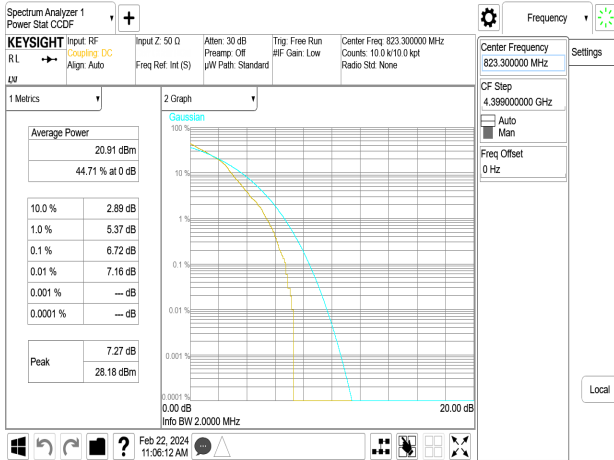 Spectrum Analyzer 1
Power Stat CCDF
Frequency
KEYSIGHT
R L
Input: RF
Coupling: DC
Align: Auto
Input Z: 50 Ω
Freq Ref: Int (S)
Atten: 30 dB
Preamp: Off
µW Path: Standard
Trig: Free Run
#IF Gain: Low
Center Freq: 823.300000 MHz
Counts: 10.0 k/10.0 kpt
Radio Std: None
Center Frequency
823.300000 MHz
Settings
CF Step
4.399000000 GHz
Auto
Man
Freq Offset
0 Hz
1 Metrics
Average Power
20.91 dBm
44.71 % at 0 dB
10.0 % 2.89 dB
1.0 % 5.37 dB
0.1 % 6.72 dB
0.01 % 7.16 dB
0.001 % --- dB
0.0001 % --- dB
Peak
7.27 dB
28.18 dBm
2 Graph
Gaussian
100 %
10 %
1 %
0.1 %
0.01 %
0.001 %
0.0001 %
0.00 dB 20.00 dB
Info BW 2.0000 MHz
Local
?
Feb 22, 2024
11:06:12 AM